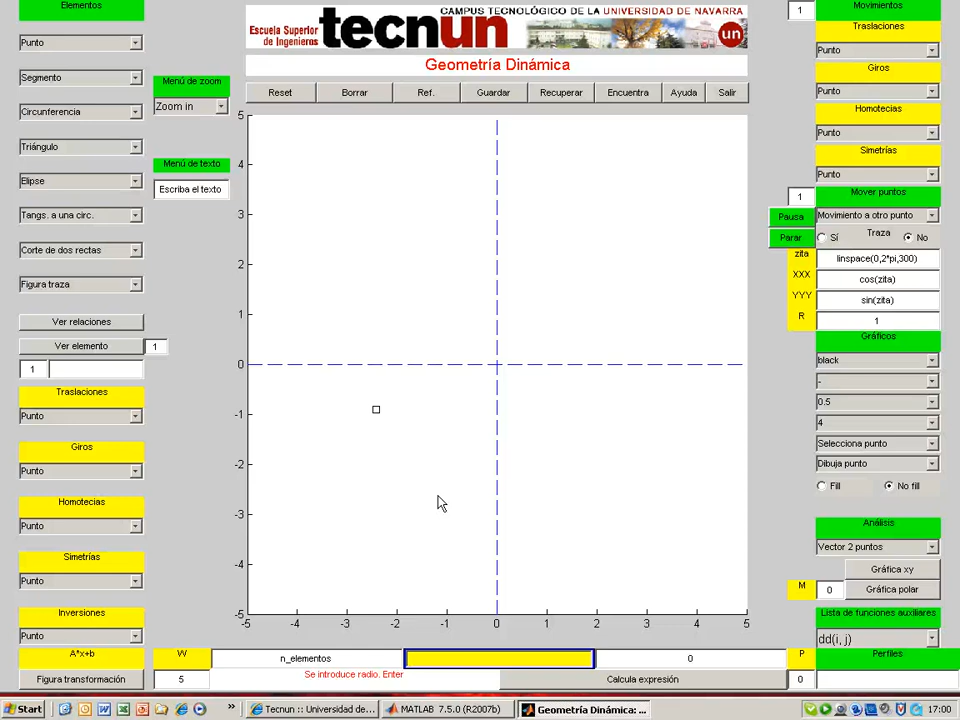 Elementos
Punto
Segmento
Circunferencia
Triángulo
Elipse
Tangs. a una circ.
Corte de dos rectas
Figura traza
Ver relaciones
Ver elemento
1
1
Traslaciones
Punto
Giros
Punto
Homotecias
Punto
Simetrías
Punto
Inversiones
Punto
A*x+b
Figura transformación
Menú de zoom
Zoom in
Menú de texto
Escriba el texto
W
5
CAMPUS TECNOLÓGICO DE LA UNIVERSIDAD DE NAVARRA
Escuela Superior
de Ingenieros
tecnun
un
Geometría Dinámica
Reset
Borrar
Ref.
Guardar
Recuperar
Encuentra
Ayuda
Salir
5
4
3
2
1
0
-1
-2
-3
-4
-5
-5
-4
-3
-2
-1
0
1
2
3
4
5
n_elementos
0
Se introduce radio. Enter
Calcula expresión
1
Movimientos
Traslaciones
Punto
Giros
Punto
Homotecias
Punto
Simetrías
Punto
1
Mover puntos
Pausa
Movimiento a otro punto
Parar
Sí
Traza
No
zita
linspace(0,2*pi,300)
XXX
cos(zita)
YYY
sin(zita)
R
1
Gráficos
black
-
0.5
4
Selecciona punto
Dibuja punto
Fill
No fill
Análisis
Vector 2 puntos
Gráfica xy
M
0
Gráfica polar
Lista de funciones auxiliares
dd(i, j)
P
Perfiles
0
Start
Tecnun :: Universidad de...
MATLAB 7.5.0 (R2007b)
Geometría Dinámica: ...
17:00